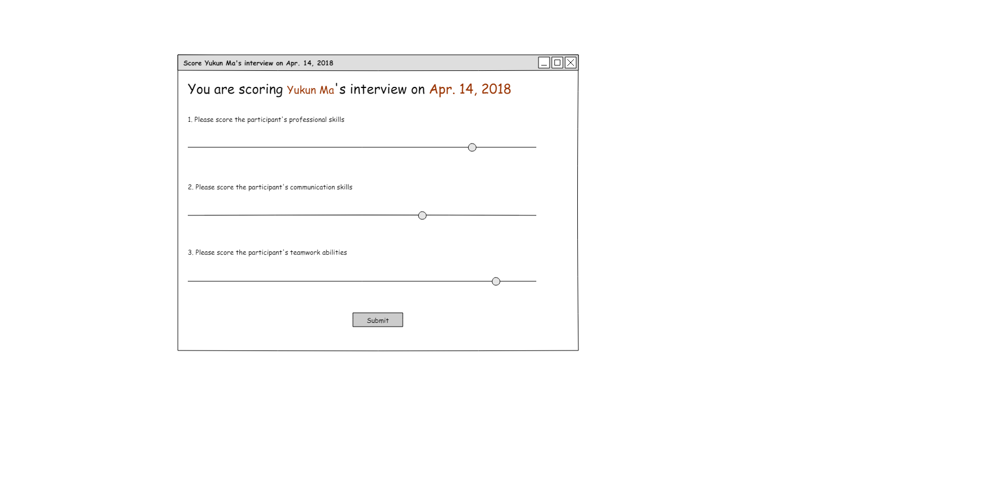 Score Yukun Ma's interview on Apr. 14, 2018
You are scoring Yukun Ma's interview on Apr. 14, 2018
1. Please score the participant's professional skills
2. Please score the participant's communication skills
3. Please score the participant's teamwork abilities
Submit